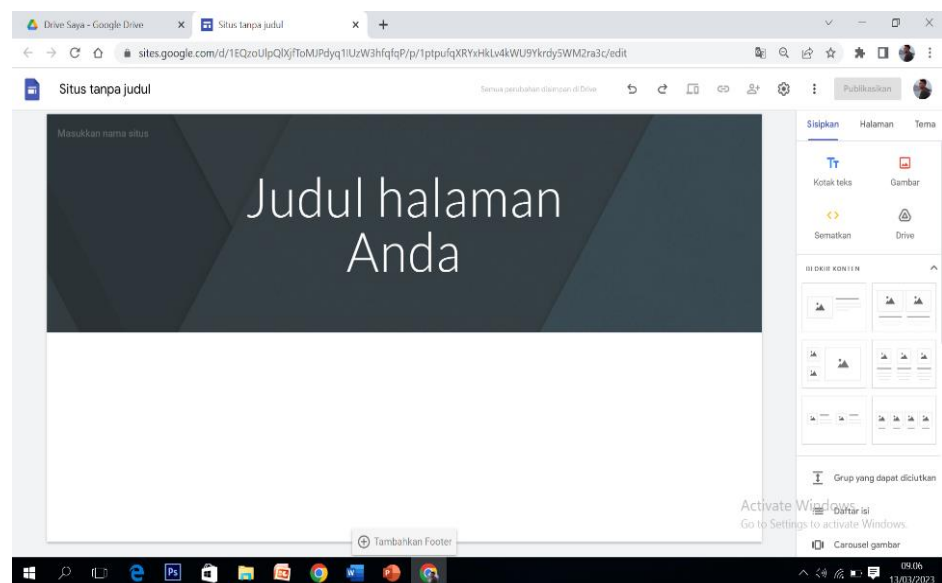 Drive Saya - Google Drive
Situs tanpa judul
sites.google.com/d/1EQzoUlpQlXjfToMJPdyq1IUzW3hfqfqP/p/1ptpufqXRYxHkLv4kWU9Ykrdy5WM2ra3c/edit
Situs tanpa judul
Semua perubahan disimpan di Drive
Publikasikan
Masukkan nama situs
Judul halaman
Anda
Sisipkan Halaman Tema
Kotak teks Gambar
Sematkan Drive
KONTEN
Grup yang dapat diciutkan
Daftar isi
Carousel gambar
Activate Windows
Go to Settings to activate Windows.
Tambahkan Footer
Ps
09.06
13/03/2021